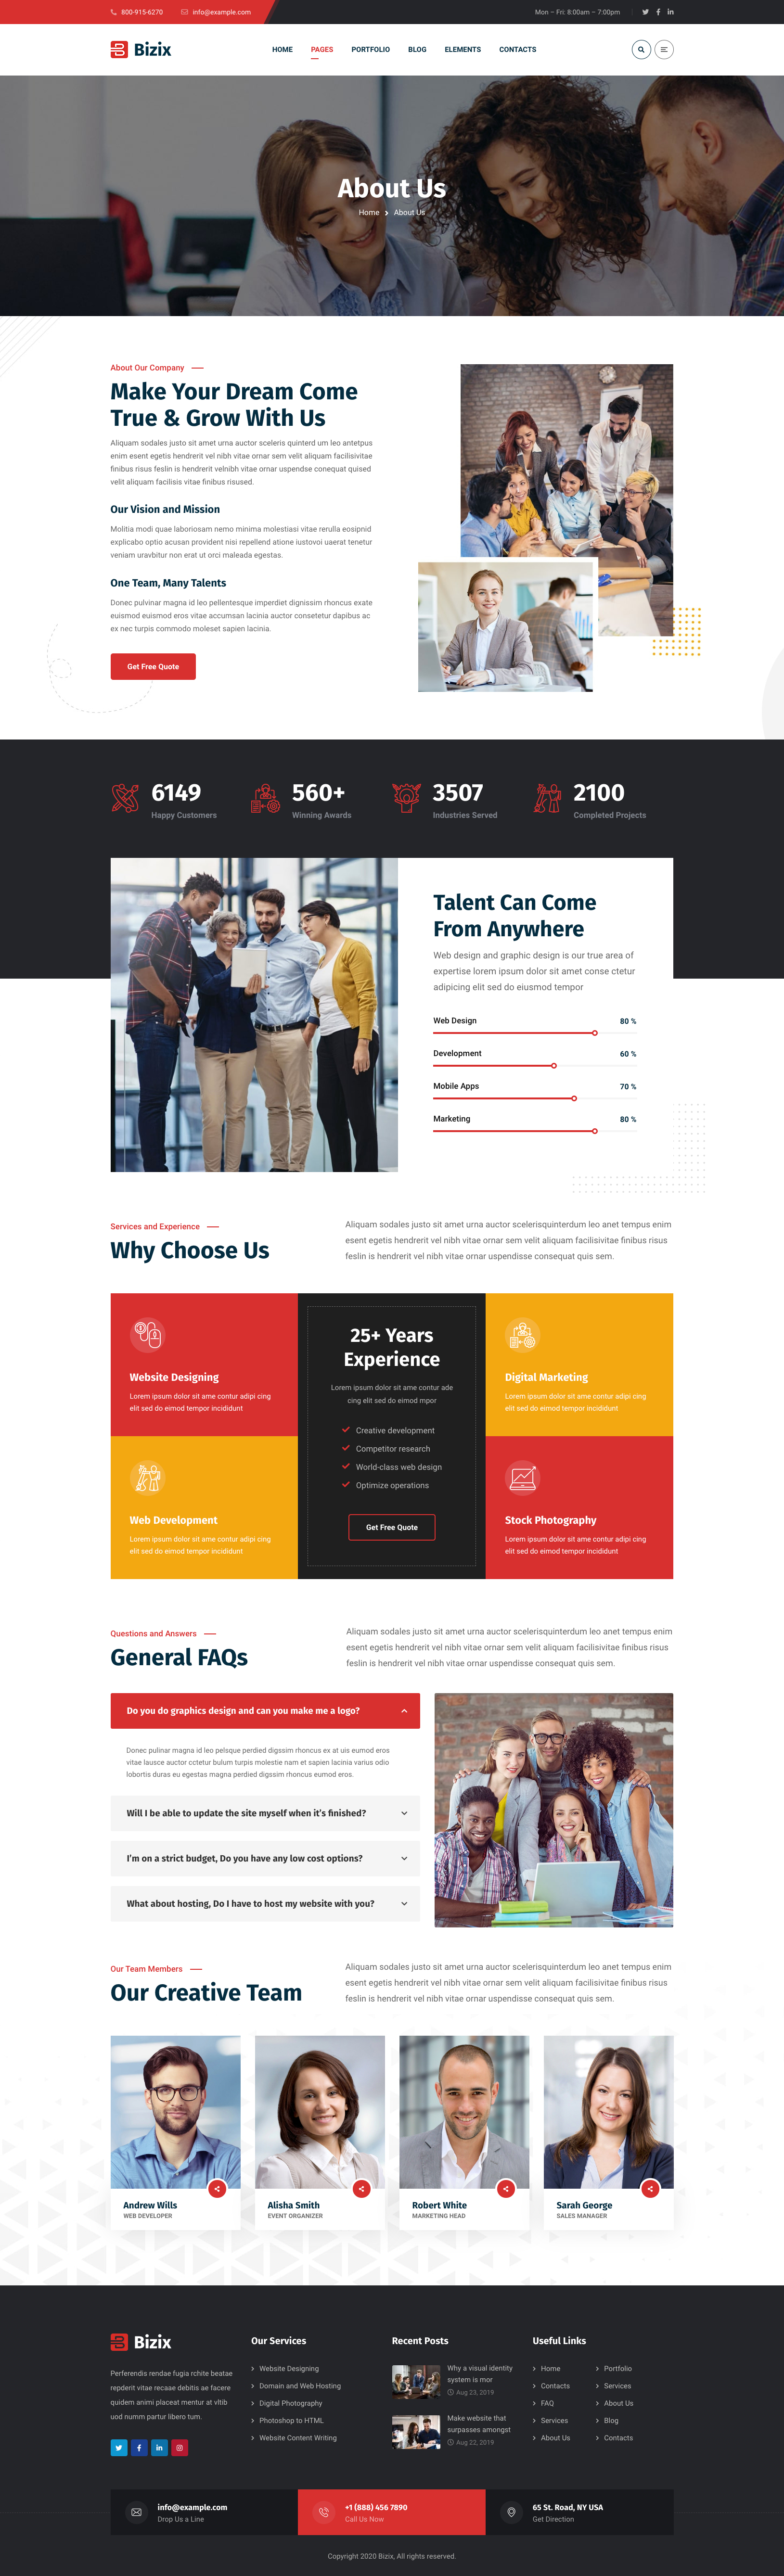 800-915-6270 info@example.com Mon – Fri: 8:00am – 7:00pm
Bizix HOME PAGES PORTFOLIO BLOG ELEMENTS CONTACTS
About Us
Home About Us
About Our Company
Make Your Dream Come
True & Grow With Us
Aliquam sodales justo sit amet urna auctor sceleris quinterd um leo antetpus
enim esent egetis hendrerit vel nibh vitae ornar sem velit aliquam facilisivitae
finibus risus feslin is hendrerit velnibh vitae ornar uspendse conequat quised
velit aliquam facilisis vitae finibus risused.
Our Vision and Mission
Molitia modi quae laboriosam nemo minima molestiasi vitae rerulla eosipnid
explicabo optio acusan provident nisi repellend atione iustovoi uaerat tenetur
veniam uravbitur non erat ut orci maleada egestas.
One Team, Many Talents
Donec pulvinar magna id leo pellentesque imperdiet dignissim rhoncus exate
euismod euismod eros vitae accumsan lacinia auctor consetetur dapibus ac
ex nec turpis commodo moleset sapien lacinia.
Get Free Quote
6149
Happy Customers
560+
Winning Awards
3507
Industries Served
2100
Completed Projects
Talent Can Come
From Anywhere
Web design and graphic design is our true area of
expertise lorem ipsum dolor sit amet conse ctetur
adipicing elit sed do eiusmod tempor
Web Design 80 %
Development 60 %
Mobile Apps 70 %
Marketing 80 %
Services and Experience
Why Choose Us
Aliquam sodales justo sit amet urna auctor scelerisquinterdum leo anet tempus enim
esent egetis hendrerit vel nibh vitae ornar sem velit aliquam facilisivitae finibus risus
feslin is hendrerit vel nibh vitae ornar uspendisse consequat quis sem.
Website Designing
Lorem ipsum dolor sit ame contur adipi cing
elit sed do eimod tempor incididunt
Web Development
Lorem ipsum dolor sit ame contur adipi cing
elit sed do eimod tempor incididunt
25+ Years
Experience
Lorem ipsum dolor sit ame contur ade
cing elit sed do eimod mpor
Creative development
Competitor research
World-class web design
Optimize operations
Get Free Quote
Digital Marketing
Lorem ipsum dolor sit ame contur adipi cing
elit sed do eimod tempor incididunt
Stock Photography
Lorem ipsum dolor sit ame contur adipi cing
elit sed do eimod tempor incididunt
Questions and Answers
General FAQs
Aliquam sodales justo sit amet urna auctor scelerisquinterdum leo anet tempus enim
esent egetis hendrerit vel nibh vitae ornar sem velit aliquam facilisivitae finibus risus
feslin is hendrerit vel nibh vitae ornar uspendisse consequat quis sem.
Do you do graphics design and can you make me a logo?
Donec pulinar magna id leo pelsque perdied digssim rhoncus ex at uis eumod eros
vitae lausce auctor cctetur bulum turpis molestie nam et sapien lacinia varius odio
lobortis duras eu egestas magna perdied digssim rhoncus eumod eros.
Will I be able to update the site myself when it's finished?
I'm on a strict budget, Do you have any low cost options?
What about hosting, Do I have to host my website with you?
Our Team Members
Our Creative Team
Aliquam sodales justo sit amet urna auctor scelerisquinterdum leo anet tempus enim
esent egetis hendrerit vel nibh vitae ornar sem velit aliquam facilisivitae finibus risus
feslin is hendrerit vel nibh vitae ornar uspendisse consequat quis sem.
Andrew Wills
WEB DEVELOPER
Alisha Smith
EVENT ORGANIZER
Robert White
MARKETING HEAD
Sarah George
SALES MANAGER
Bizix
Perferendis rendae fugia rchite beatae
repderit vitae recaae debitis ae facere
quidem animi placeat mentur at vltib
uod numm partur libero tum.
Our Services
Website Designing
Domain and Web Hosting
Digital Photography
Photoshop to HTML
Website Content Writing
Recent Posts
Why a visual identity
system is mor
Aug 23, 2019
Make website that
surpasses amongst
Aug 22, 2019
Useful Links
Home Portfolio
Contacts Services
FAQ About Us
Services Blog
About Us Contacts
info@example.com
Drop Us a Line
+1 (888) 456 7890
Call Us Now
65 St. Road, NY USA
Get Direction
Copyright 2020 Bizix, All rights reserved.